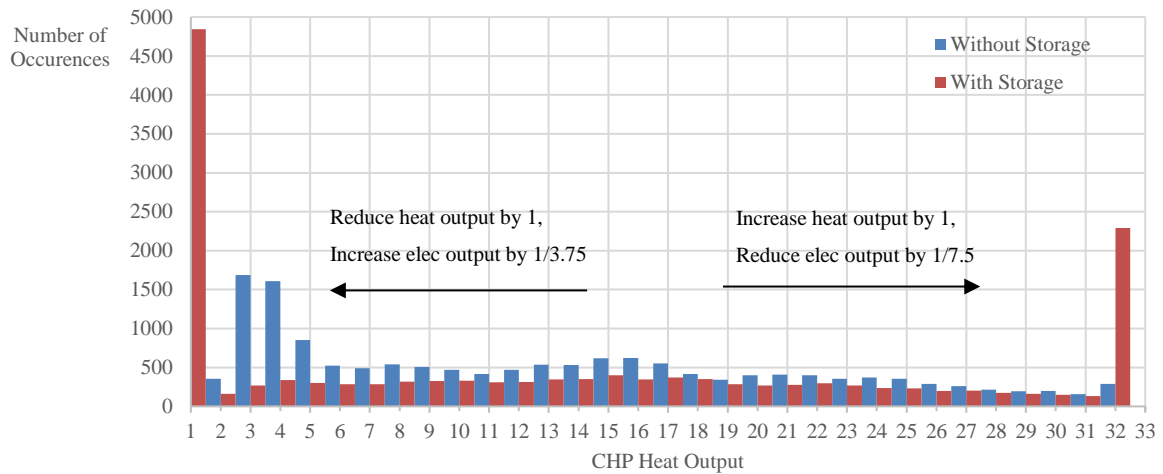 Number of
Occurences
5000
4500
4000
3500
3000
2500
2000
1500
1000
500
0
Without Storage
With Storage
Reduce heat output by 1,
Increase elec output by 1/3.75
Increase heat output by 1,
Reduce elec output by 1/7.5
1 2 3 4 5 6 7 8 9 10 11 12 13 14 15 16 17 18 19 20 21 22 23 24 25 26 27 28 29 30 31 32 33
CHP Heat Output